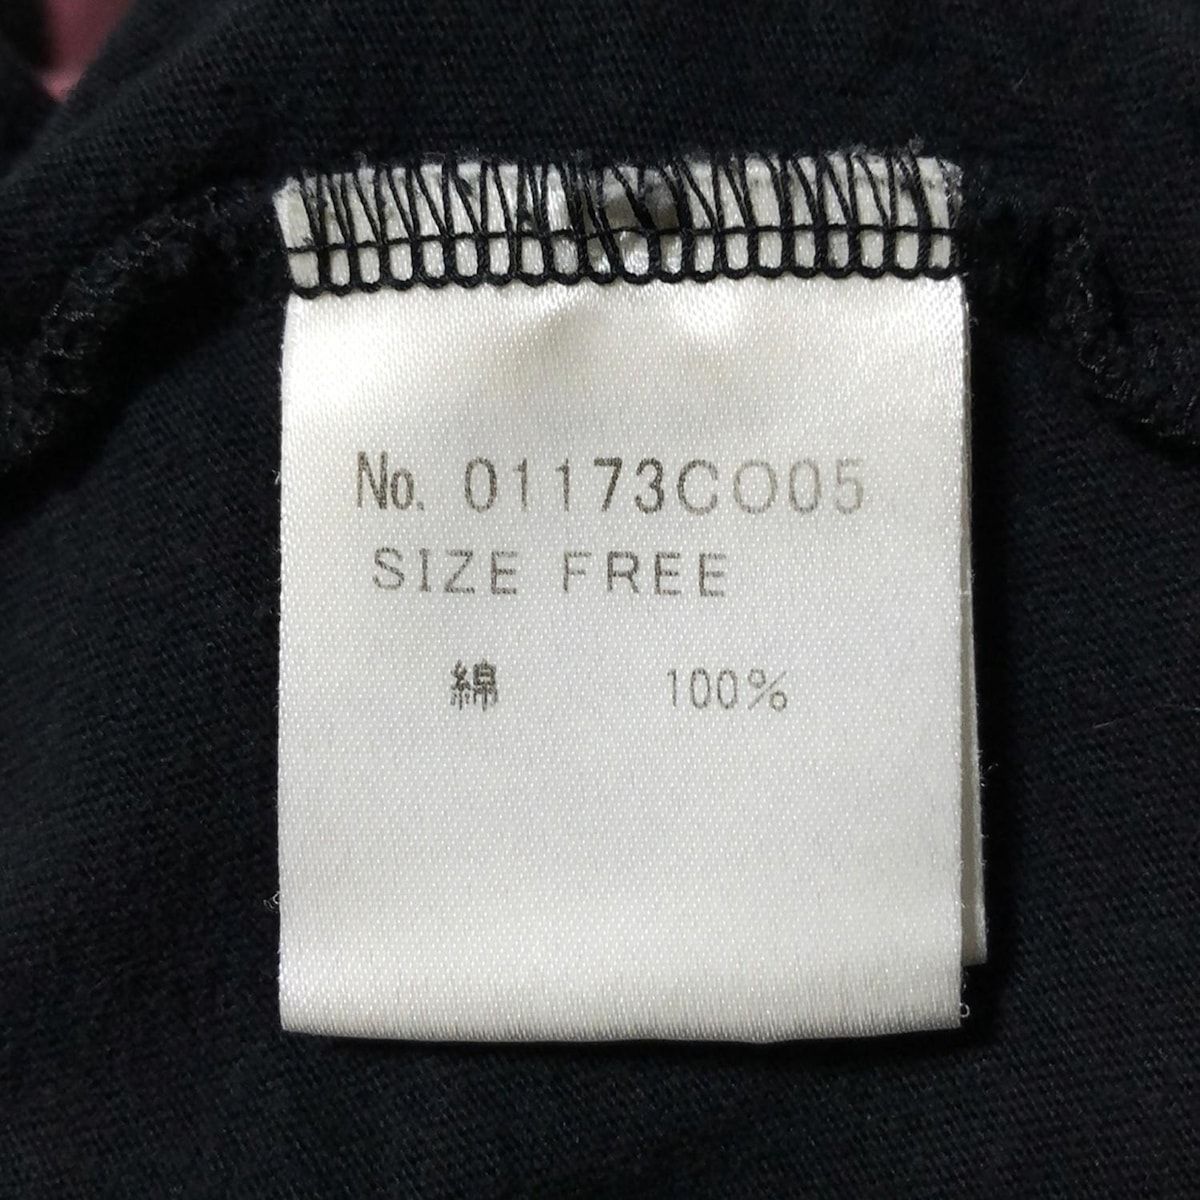 No. 01173CO05
SIZE FREE
綿 100%